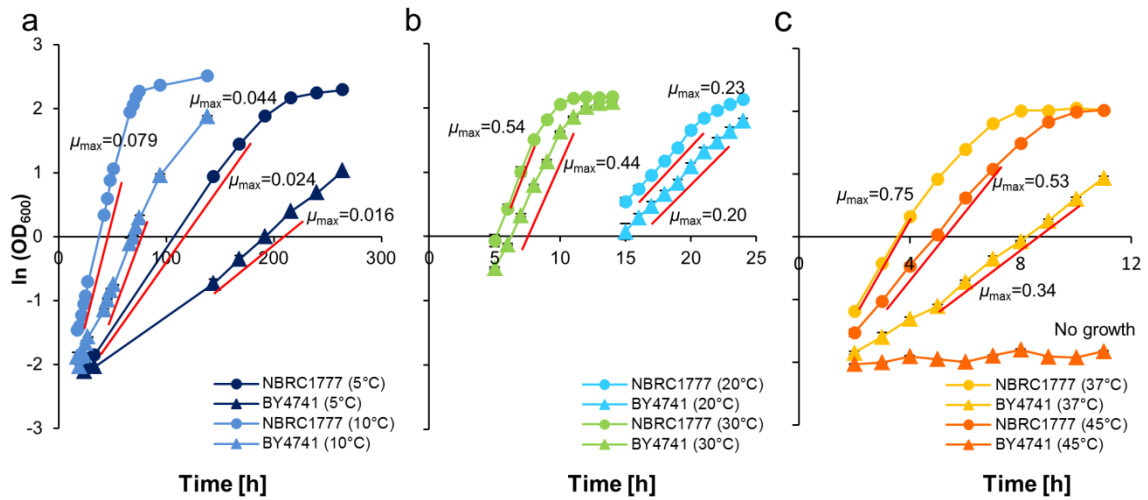 a
b
c
3
2
1
0
-1
-2
-3
ln (OD600)
μmax=0.044
μmax=0.079
μmax=0.024
μmax=0.016
100
200
300
NBRC1777 (5°C)
BY4741 (5°C)
NBRC1777 (10°C)
BY4741 (10°C)
Time [h]
μmax=0.23
μmax=0.54
μmax=0.44
μmax=0.20
0
5
10
15
20
25
NBRC1777 (20°C)
BY4741 (20°C)
NBRC1777 (30°C)
BY4741 (30°C)
Time [h]
μmax=0.75
μmax=0.53
μmax=0.34
0
4
8
12
No growth
NBRC1777 (37°C)
BY4741 (37°C)
NBRC1777 (45°C)
BY4741 (45°C)
Time [h]